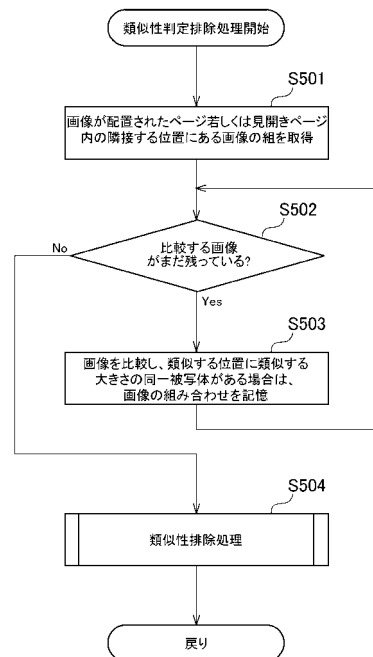 類似性判定排除処理開始
S501
画像が配置されたページ若しくは見開きページ
内の隣接する位置にある画像の組を取得
S502
比較する画像
がまだ残っている?
No
Yes
S503
画像を比較し、類似する位置に類似する
大きさの同一被写体がある場合は、
画像の組み合わせを記憶
S504
類似性排除処理
戻り